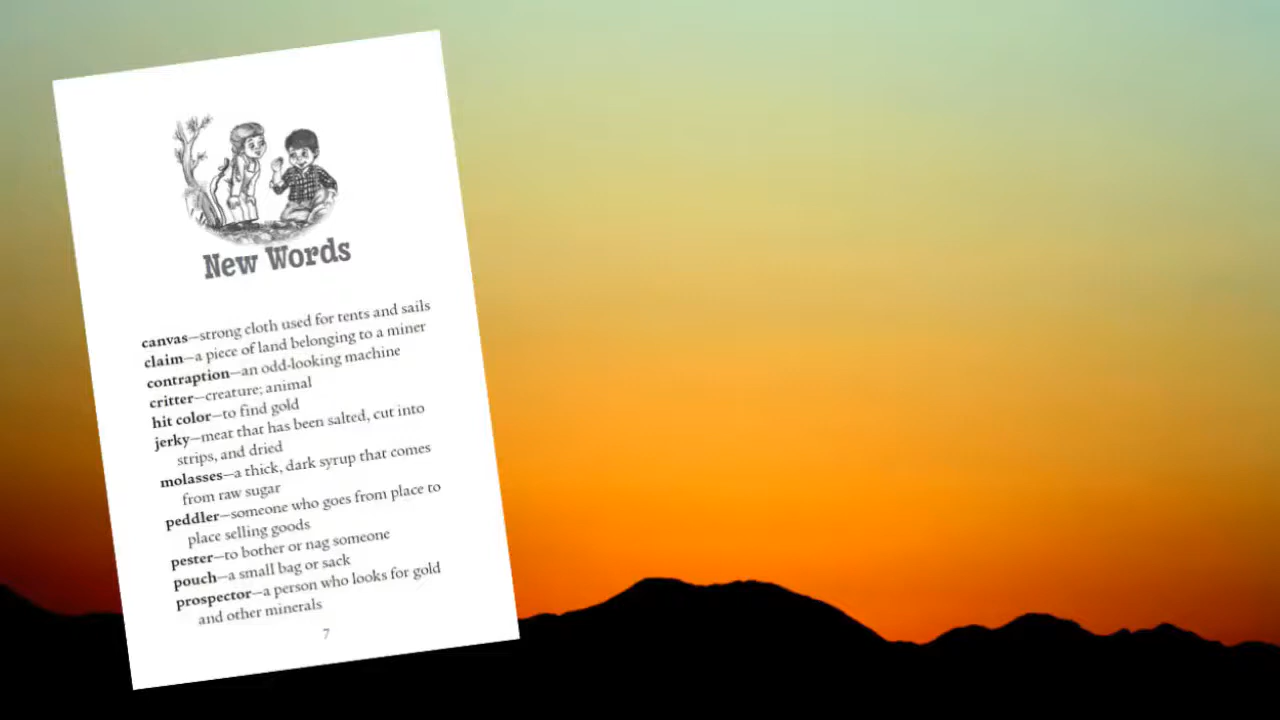 New Words
canvas—strong cloth used for tents and sails
claim—a piece of land belonging to a miner
contraption—an odd-looking machine
critter—creature; animal
hit color—to find gold
jerky—meat that has been salted, cut into
strips, and dried
molasses—a thick, dark syrup that comes
from raw sugar
peddler—someone who goes from place to
place selling goods
pester—to bother or nag someone
pouch—a small bag or sack
prospector—a person who looks for gold
and other minerals
7